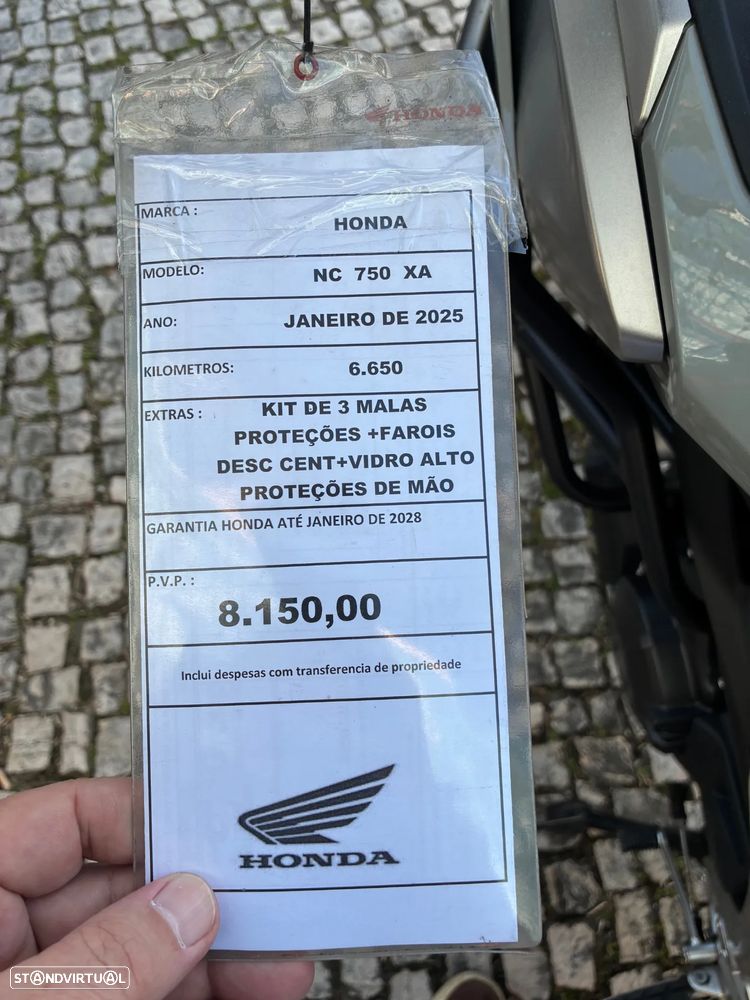 HONDA
MARCA : HONDA
MODELO: NC 750 XA
ANO: JANEIRO DE 2025
KILOMETROS: 6.650
EXTRAS : KIT DE 3 MALAS
PROTEÇÕES +FAROIS
DESC CENT+VIDRO ALTO
PROTEÇÕES DE MÃO
GARANTIA HONDA ATÉ JANEIRO DE 2028
P.V.P. :
8.150,00
Inclui despesas com transferencia de propriedade
HONDA
STANDVIRTUAL